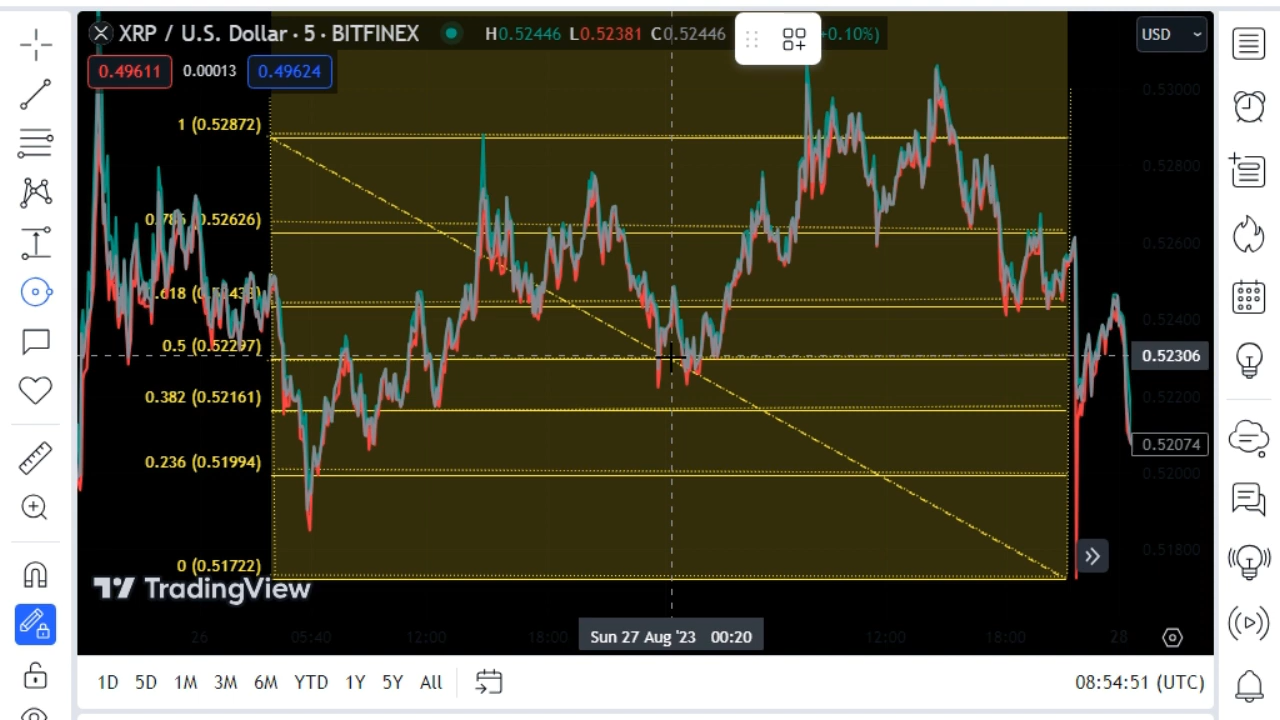 XRP / U.S. Dollar · 5 · BITFINEX H0.52446 L0.52381 C0.52446 +0.10%)
USD
0.49611 0.00013 0.49624
0.53000
1 (0.52872)
0.52800
0.786 (0.52626)
0.52600
0.618 (0.52433)
0.52400
0.5 (0.52297)
0.52306
0.382 (0.52161)
0.52200
0.52074
0.236 (0.51994)
0.52000
0.51800
0 (0.51722)
TradingView
26 05:40 12:00 18:00 Sun 27 Aug '23 00:20 12:00 18:00 28
1D 5D 1M 3M 6M YTD 1Y 5Y All 08:54:51 (UTC)